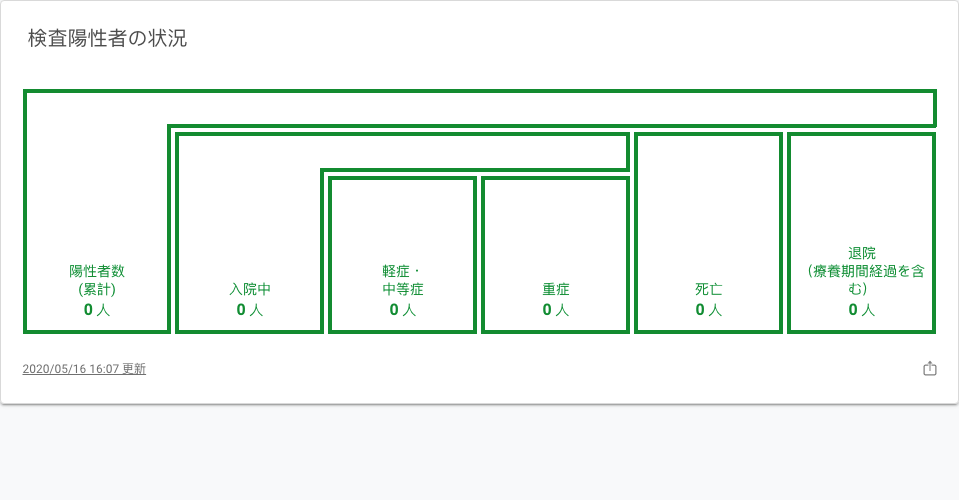 検査陽性者の状況
陽性者数
(累計)
0 人
入院中
0 人
軽症・
中等症
0 人
重症
0 人
死亡
0 人
退院
（療養期間経過を含
む）
0 人
2020/05/16 16:07 更新